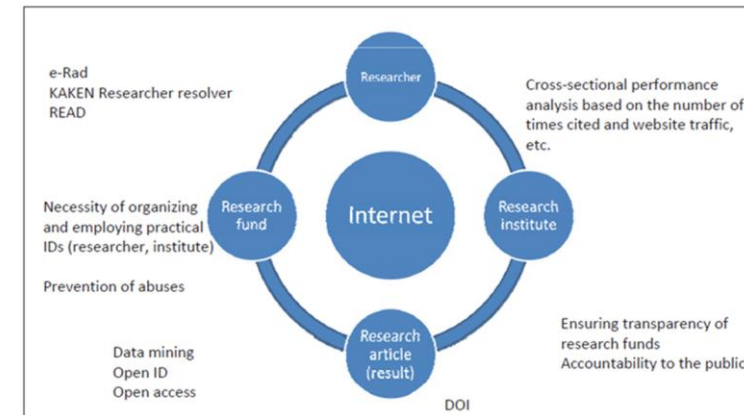 Researcher
e-Rad
KAKEN Researcher resolver
READ
Cross-sectional performance
analysis based on the number of
times cited and website traffic,
etc.
Necessity of organizing
and employing practical
IDs (researcher, institute)
Prevention of abuses
Research
fund
Internet
Research
institute
Research
article
(result)
Ensuring transparency of
research funds
Accountability to the public
Data mining
Open ID
Open access
DOI